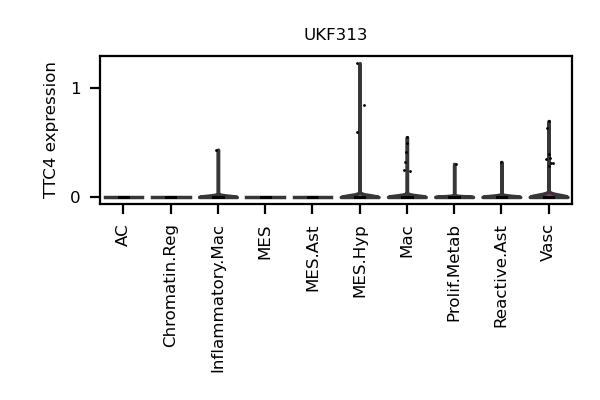 UKF313
TTC4 expression
1
0
AC
Chromatin.Reg
Inflammatory.Mac
MES
MES.Ast
MES.Hyp
Mac
Prolif.Metab
Reactive.Ast
Vasc